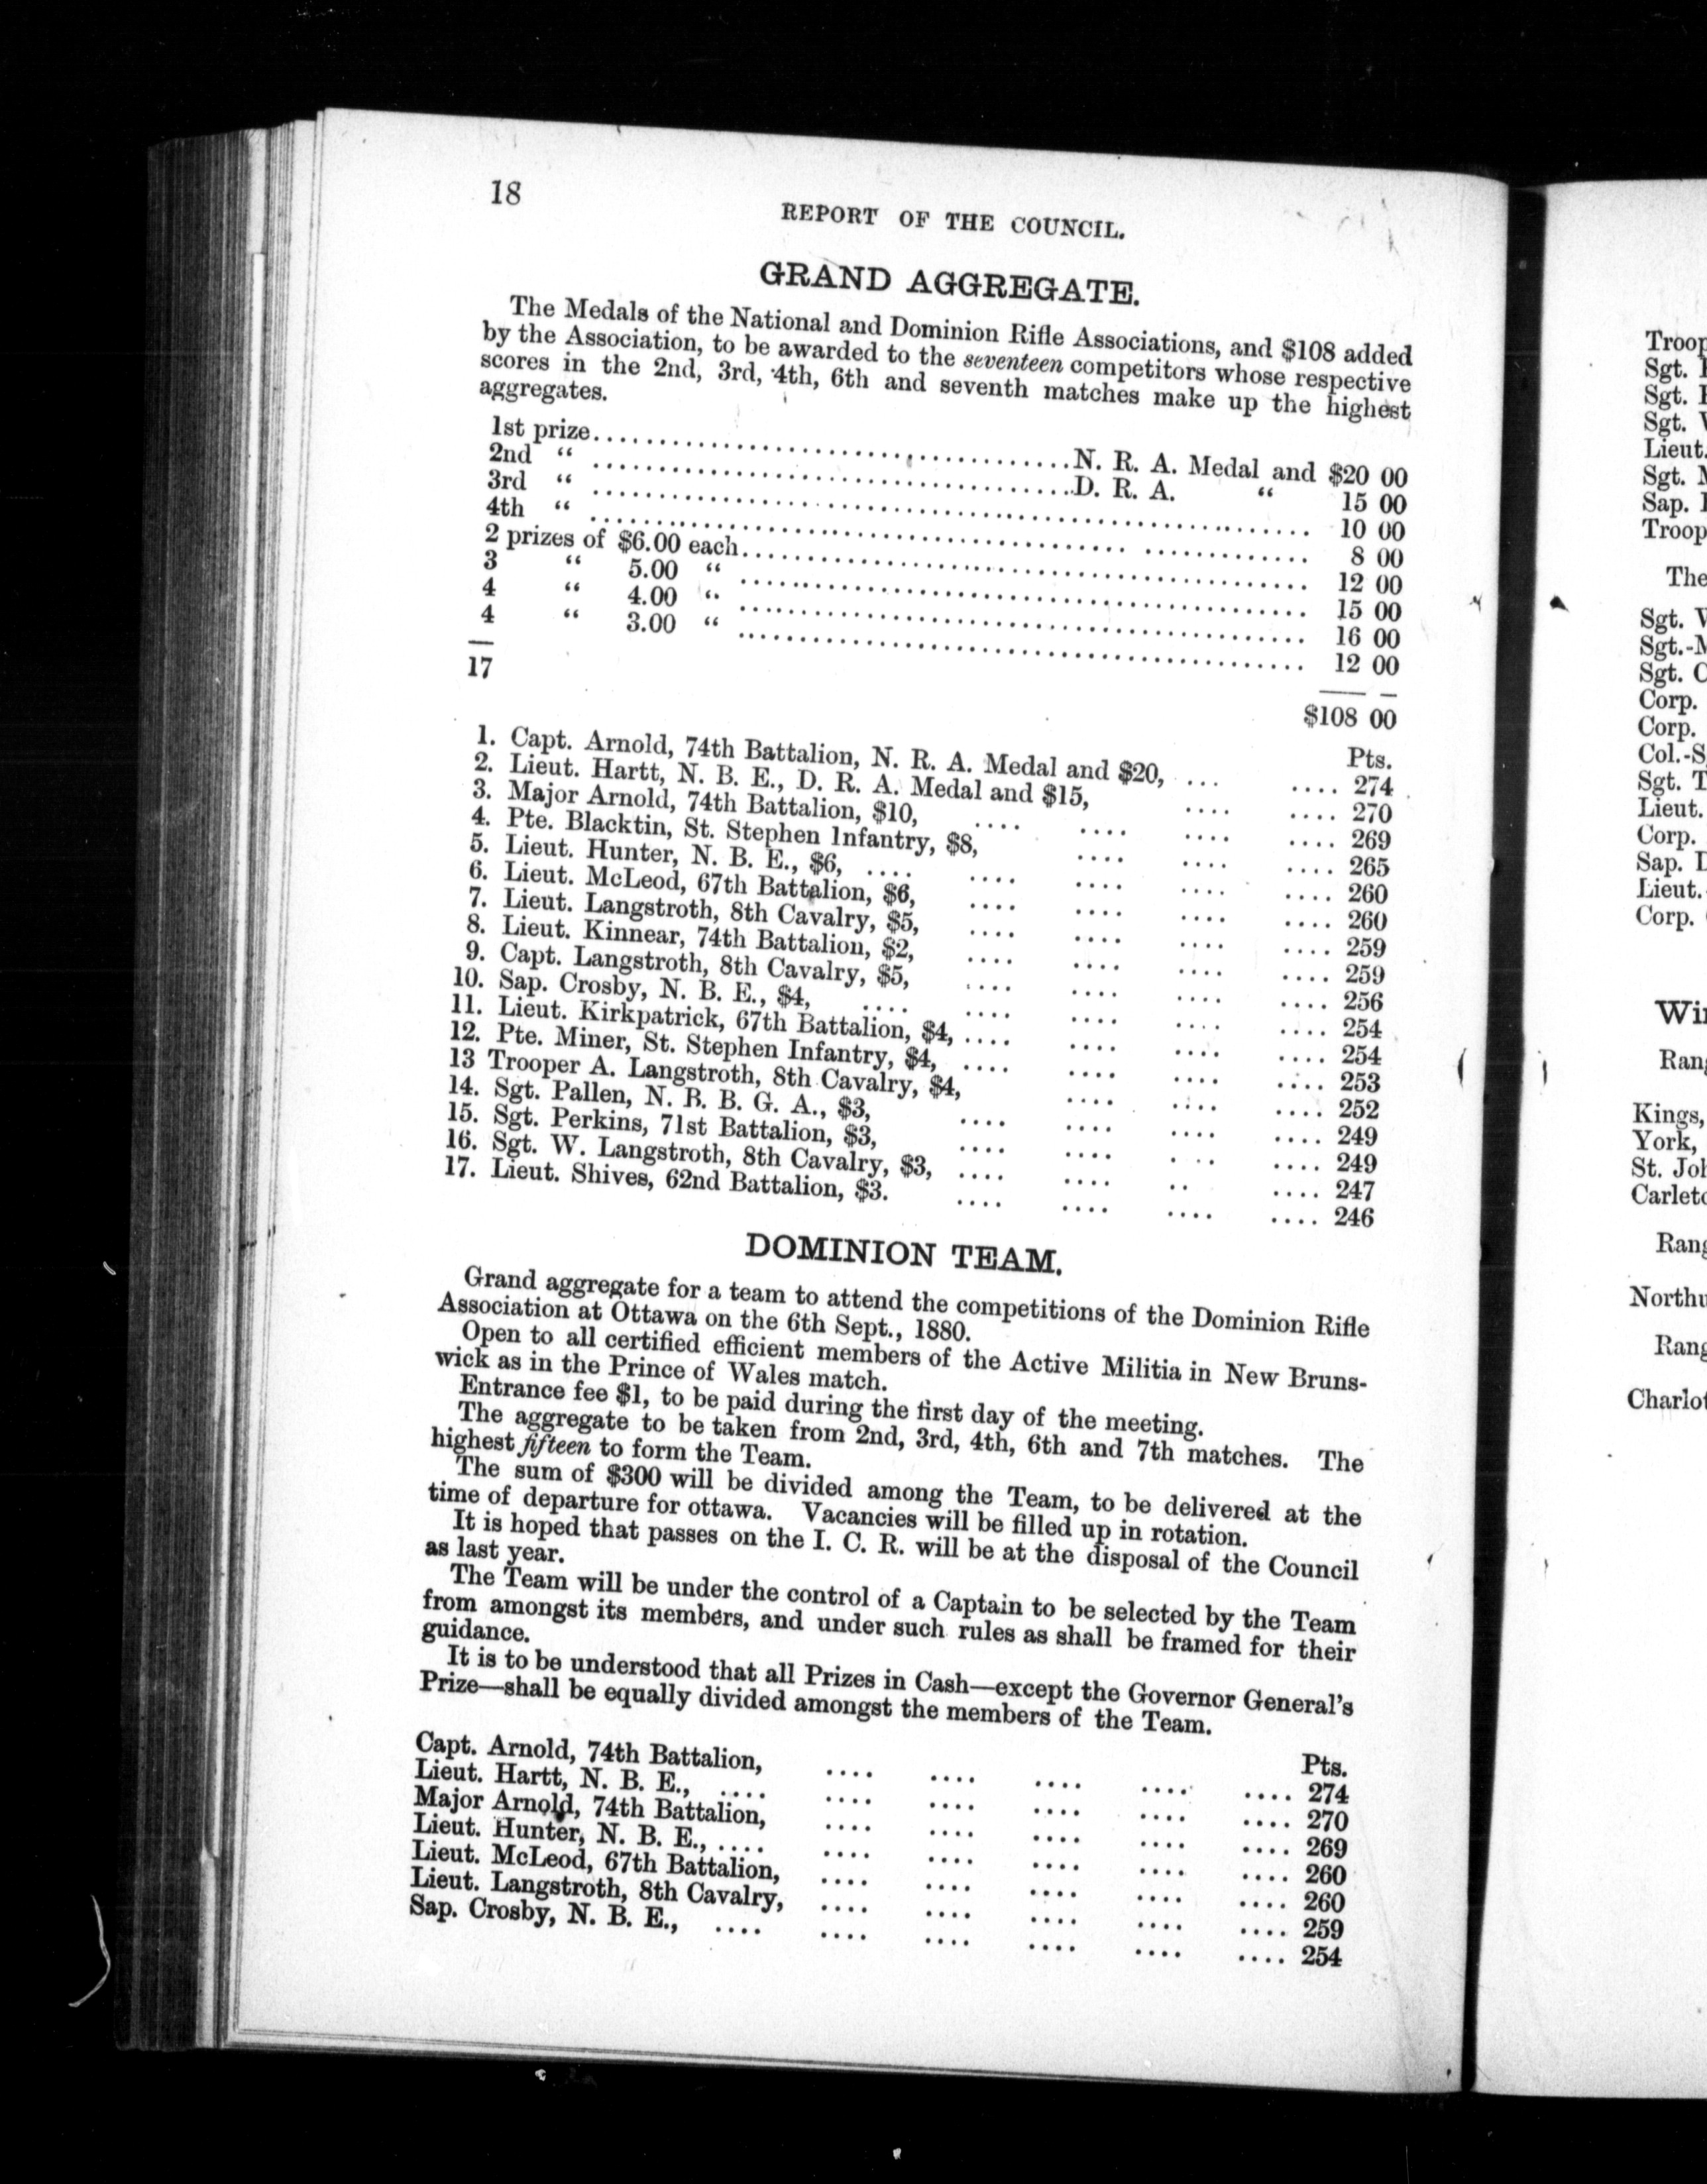 18
REPORT OF THE COUNCIL.
GRAND AGGREGATE.
The Medals of the National and Dominion Rifle Associations, and $108 added
by the Association, to be awarded to the seventeen competitors whose respective
scores in the 2nd, 3rd, 4th, 6th and seventh matches make up the highest
aggregates.
1st prize....................................N. R. A. Medal and $20 00
2nd “ ....................................D. R. A. “ 15 00
3rd “ .................................................... 10 00
4th “ .................................................... 8 00
2 prizes of $6.00 each.......................................... 12 00
3 “ 5.00 “ .......................................... 15 00
4 “ 4.00 “ .......................................... 16 00
4 “ 3.00 “ .......................................... 12 00
17
$108 00
Pts.
1. Capt. Arnold, 74th Battalion, N. R. A. Medal and $20, ... .... 274
2. Lieut. Hartt, N. B. E., D. R. A. Medal and $15, .... .... 270
3. Major Arnold, 74th Battalion, $10, .... .... .... .... 269
4. Pte. Blacktin, St. Stephen Infantry, $8, .... .... .... 265
5. Lieut. Hunter, N. B. E., $6, .... .... .... .... .... 260
6. Lieut. McLeod, 67th Battalion, $6, .... .... .... .... 260
7. Lieut. Langstroth, 8th Cavalry, $5, .... .... .... .... 259
8. Lieut. Kinnear, 74th Battalion, $2, .... .... .... .... 259
9. Capt. Langstroth, 8th Cavalry, $5, .... .... .... .... 256
10. Sap. Crosby, N. B. E., $4, .... .... .... .... .... 254
11. Lieut. Kirkpatrick, 67th Battalion, $4, .... .... .... .... 254
12. Pte. Miner, St. Stephen Infantry, $4, .... .... .... .... 253
13 Trooper A. Langstroth, 8th Cavalry, $4, .... .... .... 252
14. Sgt. Pallen, N. B. B. G. A., $3, .... .... .... .... 249
15. Sgt. Perkins, 71st Battalion, $3, .... .... .... .... 249
16. Sgt. W. Langstroth, 8th Cavalry, $3, .... .... .. .... 247
17. Lieut. Shives, 62nd Battalion, $3. .... .... .... .... 246
DOMINION TEAM.
Grand aggregate for a team to attend the competitions of the Dominion Rifle
Association at Ottawa on the 6th Sept., 1880.
Open to all certified efficient members of the Active Militia in New Bruns-
wick as in the Prince of Wales match.
Entrance fee $1, to be paid during the first day of the meeting.
The aggregate to be taken from 2nd, 3rd, 4th, 6th and 7th matches. The
highest fifteen to form the Team.
The sum of $300 will be divided among the Team, to be delivered at the
time of departure for ottawa. Vacancies will be filled up in rotation.
It is hoped that passes on the I. C. R. will be at the disposal of the Council
as last year.
The Team will be under the control of a Captain to be selected by the Team
from amongst its members, and under such rules as shall be framed for their
guidance.
It is to be understood that all Prizes in Cash—except the Governor General's
Prize—shall be equally divided amongst the members of the Team.
Pts.
Capt. Arnold, 74th Battalion, .... .... .... .... .... 274
Lieut. Hartt, N. B. E., .... .... .... .... .... .... 270
Major Arnold, 74th Battalion, .... .... .... .... .... 269
Lieut. Hunter, N. B. E., .... .... .... .... .... .... 260
Lieut. McLeod, 67th Battalion, .... .... .... .... .... 260
Lieut. Langstroth, 8th Cavalry, .... .... .... .... .... 259
Sap. Crosby, N. B. E., .... .... .... .... .... .... 254
Sgt.
Sgt.
Sgt.
Lieut.
Sgt.
Sap.
The
Sgt.
Sgt.
Corp.
Corp.
Sgt.
Lieut.
Corp.
Sap.
Lieut.
Corp.
Kings,
York,